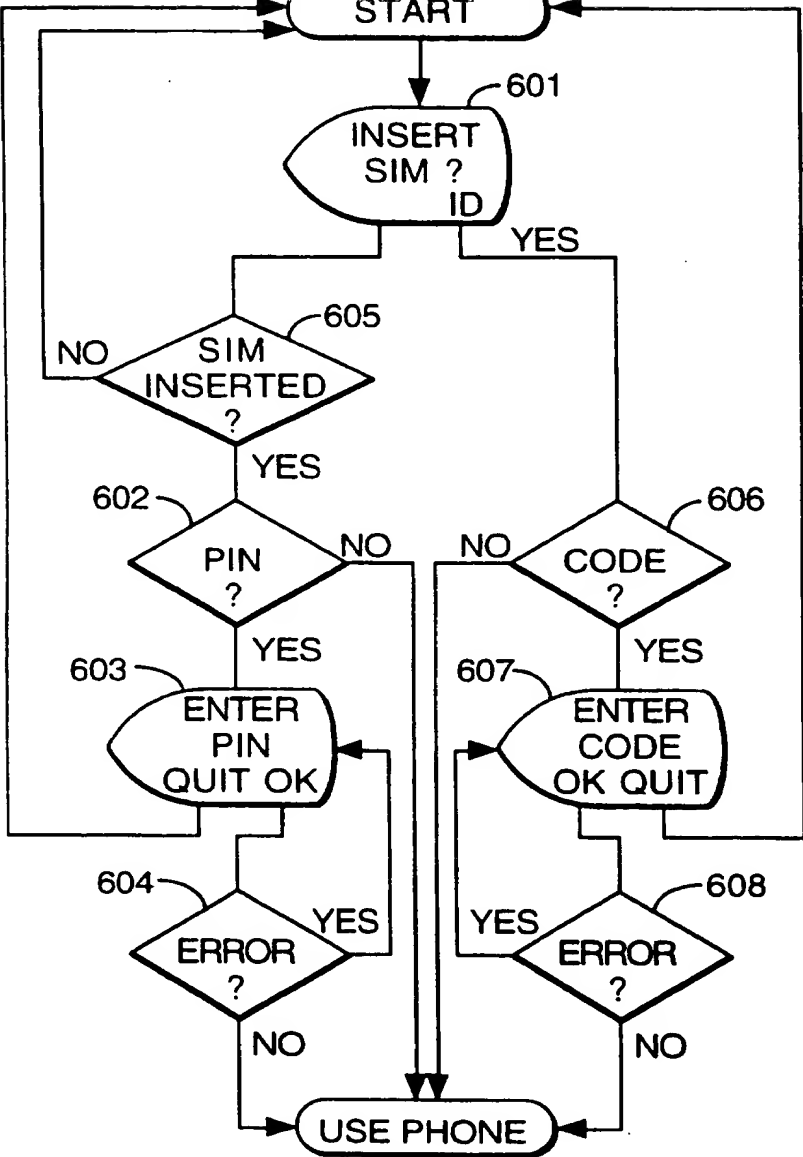 START
601
INSERT
SIM ?
ID
YES
605
NO
SIM
INSERTED
?
YES
602
606
PIN
?
NO
NO
CODE
?
YES
YES
603
607
ENTER
PIN
QUIT OK
ENTER
CODE
OK QUIT
604
608
YES
YES
ERROR
?
ERROR
?
NO
NO
USE PHONE